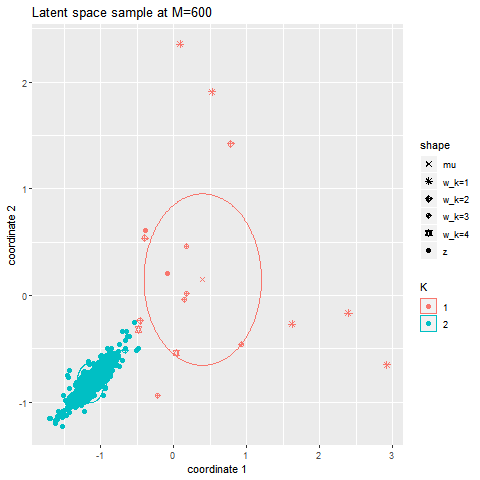 Latent space sample at M=600
coordinate 2
2
1
0
-1
-1
0
1
2
3
coordinate 1
shape
mu
w_k=1
w_k=2
w_k=3
w_k=4
z
K
1
2